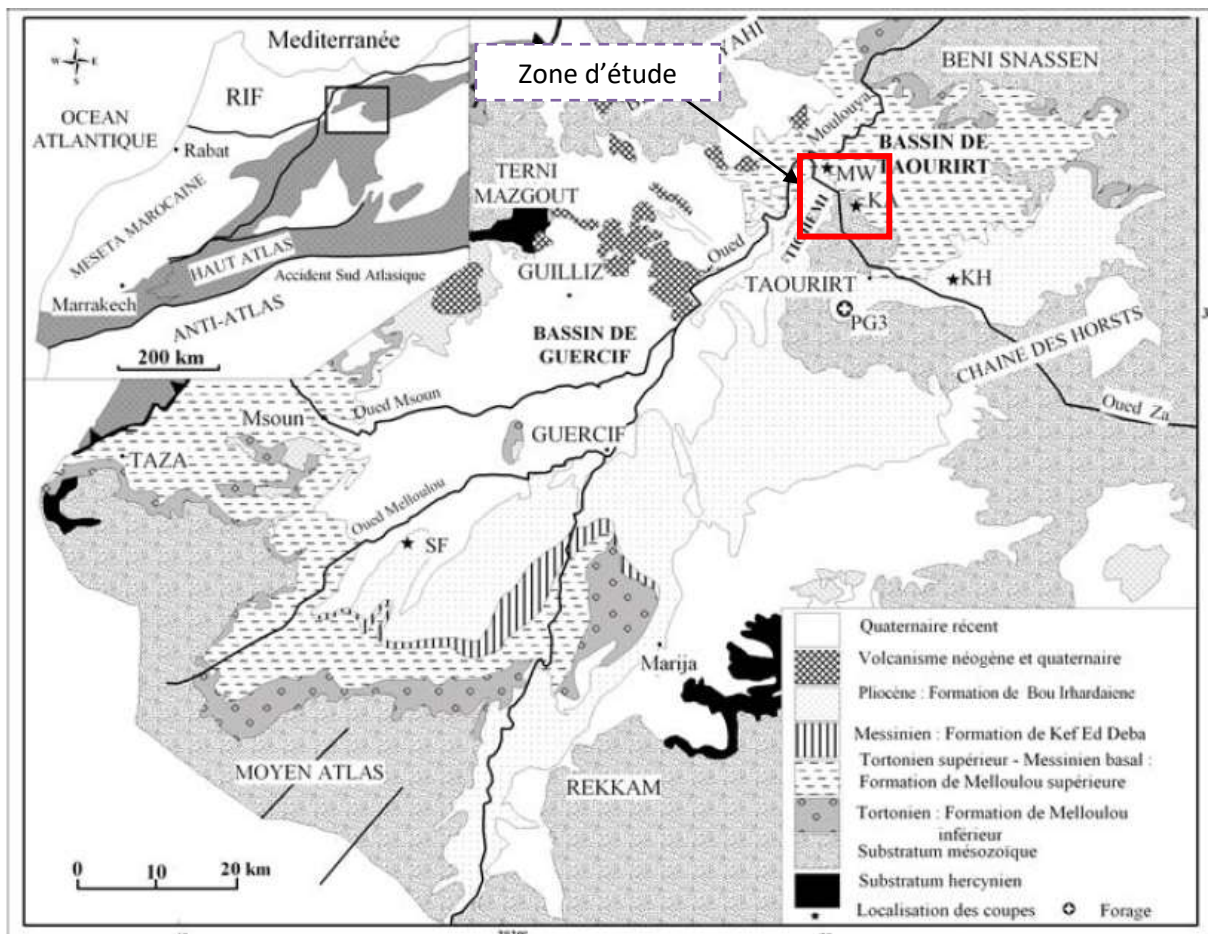 N
W E
S
Mediterranée
RIF
OCEAN
ATLANTIQUE
Rabat
MESETA MAROCAINE
HAUT ATLAS
Accident Sud Atlasique
Marrakech
ANTI-ATLAS
200 km
Zone d'étude
BENI SNASSEN
Moulouya
BASSIN DE
TAOURIRT
MW
KA
TERNI
MAZGOUT
Oued
GUILLIZ
TAOURIRT
KH
PG3
BASSIN DE
GUERCIF
CHAINE DES HORSTS
Oued Za
Oued Msoun
Msoun
GUERCIF
TAZA
Oued Melloulou
SF
Marija
MOYEN ATLAS
REKKAM
0 10 20 km
Quaternaire récent
Volcanisme néogène et quaternaire
Pliocène : Formation de Bou Irhardaiene
Messinien : Formation de Kef Ed Deba
Tortonien supérieur - Messinien basal :
Formation de Melloulou supérieure
Tortonien : Formation de Melloulou
inférieur
Substratum mésozoïque
Substratum hercynien
Localisation des coupes Forage